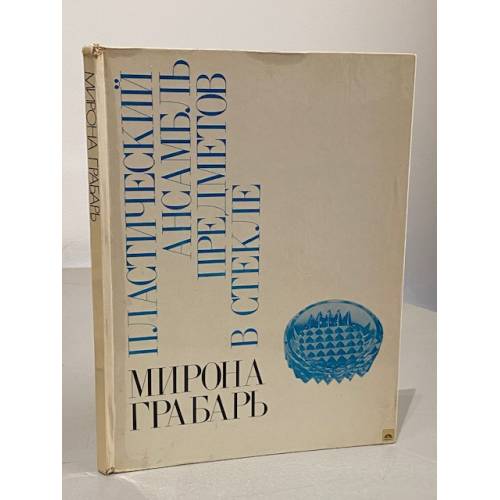 МИРОНА ГРАБАРЬ
ПЛАСТИЧЕСКИЙ
АНСАМБЛЬ
ПРЕДМЕТОВ
В СТЕКЛЕ
МИРОНА
ГРАБАРЬ